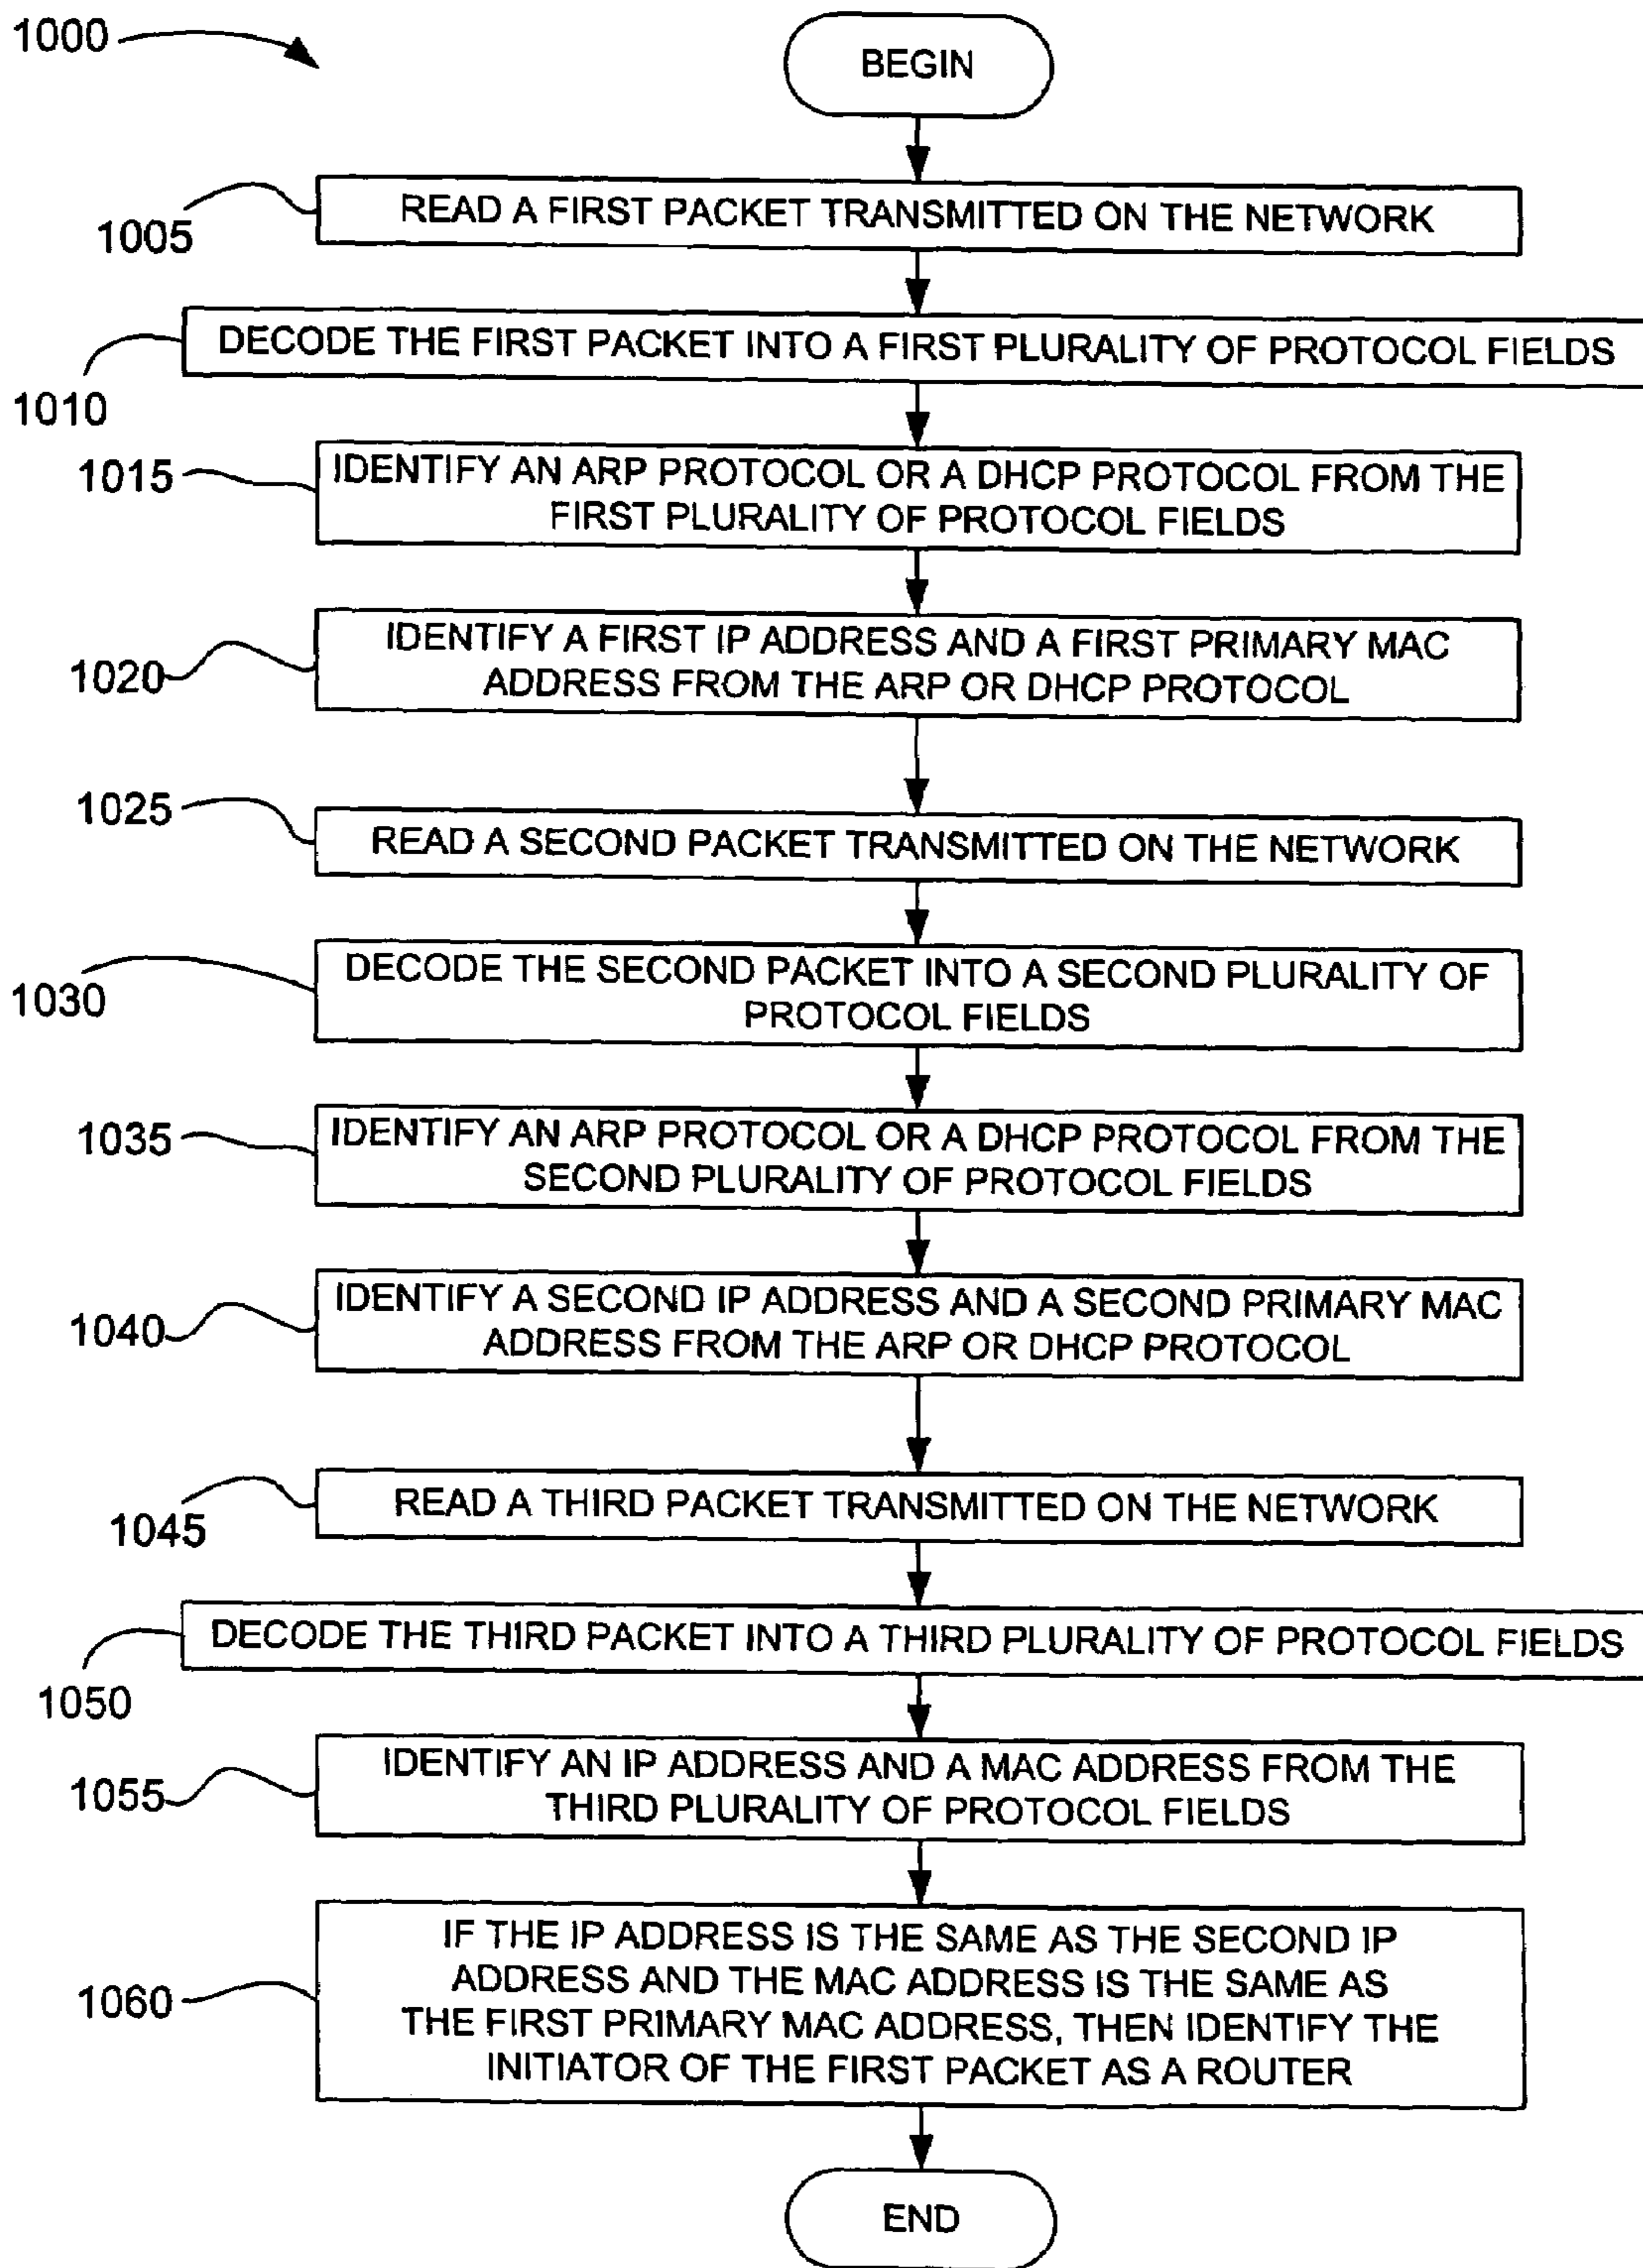 1000
BEGIN
1005
READ A FIRST PACKET TRANSMITTED ON THE NETWORK
1010
DECODE THE FIRST PACKET INTO A FIRST PLURALITY OF PROTOCOL FIELDS
1015
IDENTIFY AN ARP PROTOCOL OR A DHCP PROTOCOL FROM THE
FIRST PLURALITY OF PROTOCOL FIELDS
1020
IDENTIFY A FIRST IP ADDRESS AND A FIRST PRIMARY MAC
ADDRESS FROM THE ARP OR DHCP PROTOCOL
1025
READ A SECOND PACKET TRANSMITTED ON THE NETWORK
1030
DECODE THE SECOND PACKET INTO A SECOND PLURALITY OF
PROTOCOL FIELDS
1035
IDENTIFY AN ARP PROTOCOL OR A DHCP PROTOCOL FROM THE
SECOND PLURALITY OF PROTOCOL FIELDS
1040
IDENTIFY A SECOND IP ADDRESS AND A SECOND PRIMARY MAC
ADDRESS FROM THE ARP OR DHCP PROTOCOL
1045
READ A THIRD PACKET TRANSMITTED ON THE NETWORK
1050
DECODE THE THIRD PACKET INTO A THIRD PLURALITY OF PROTOCOL FIELDS
1055
IDENTIFY AN IP ADDRESS AND A MAC ADDRESS FROM THE
THIRD PLURALITY OF PROTOCOL FIELDS
1060
IF THE IP ADDRESS IS THE SAME AS THE SECOND IP
ADDRESS AND THE MAC ADDRESS IS THE SAME AS
THE FIRST PRIMARY MAC ADDRESS, THEN IDENTIFY THE
INITIATOR OF THE FIRST PACKET AS A ROUTER
END